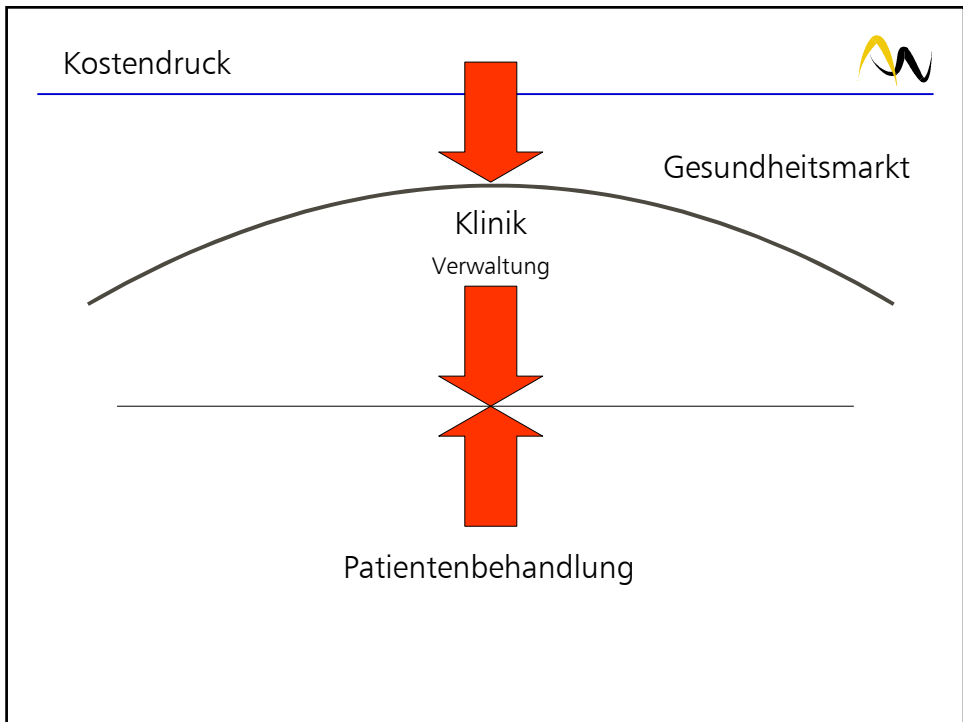 Kostendruck
Gesundheitsmarkt
Klinik
Verwaltung
Patientenbehandlung